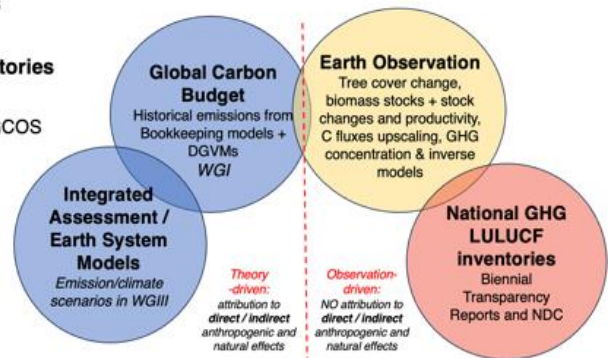 tories
COS
Global Carbon
Budget
Historical emissions from
Bookkeeping models +
DGVMs
WGI
Earth Observation
Tree cover change,
biomass stocks + stock
changes and productivity,
C fluxes upscaling, GHG
concentration & inverse
models
Integrated
Assessment /
Earth System
Models
Emission/climate
scenarios in WGIII
National GHG
LULUCF
inventories
Biennial
Transparency
Reports and NDC
Theory
-driven:
attribution to
direct / indirect
anthropogenic and
natural effects
Observation-
driven:
NO attribution to
direct / indirect
anthropogenic and
natural effects